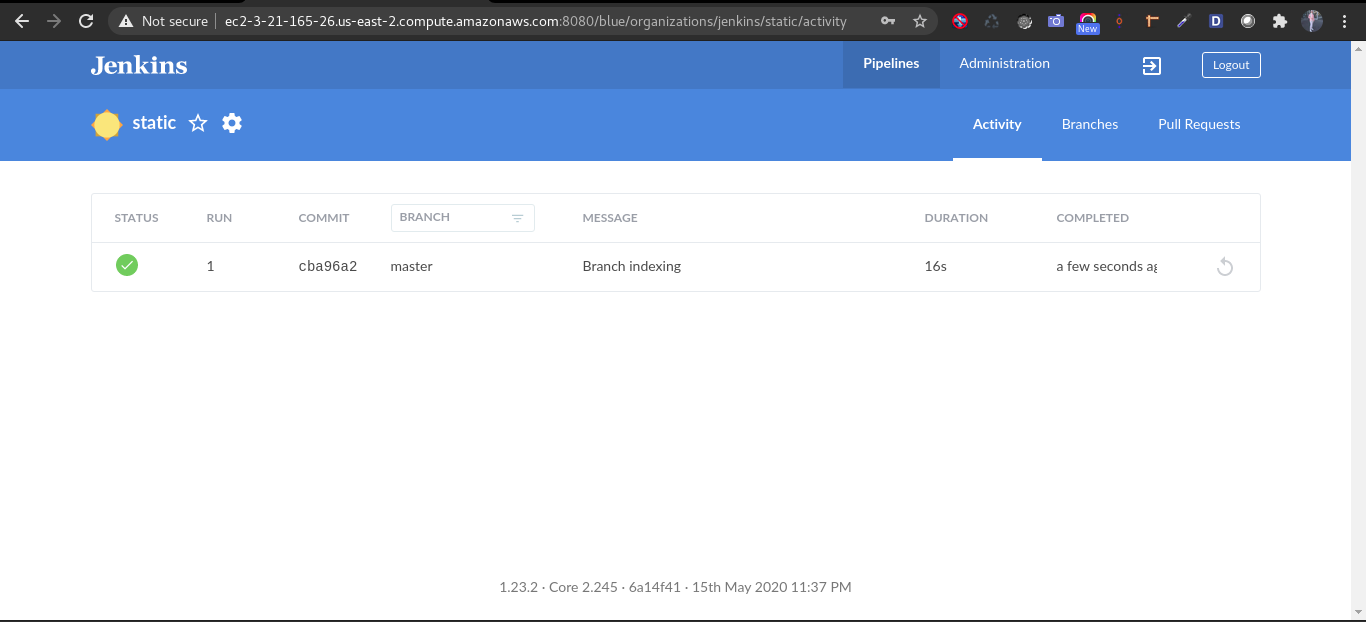 Not secure ec2-3-21-165-26.us-east-2.compute.amazonaws.com:8080/blue/organizations/jenkins/static/activity
New
D
Jenkins Pipelines Administration Logout
static Activity Branches Pull Requests
STATUS RUN COMMIT BRANCH MESSAGE DURATION COMPLETED
1 cba96a2 master Branch indexing 16s a few seconds ag
1.23.2 · Core 2.245 · 6a14f41 · 15th May 2020 11:37 PM